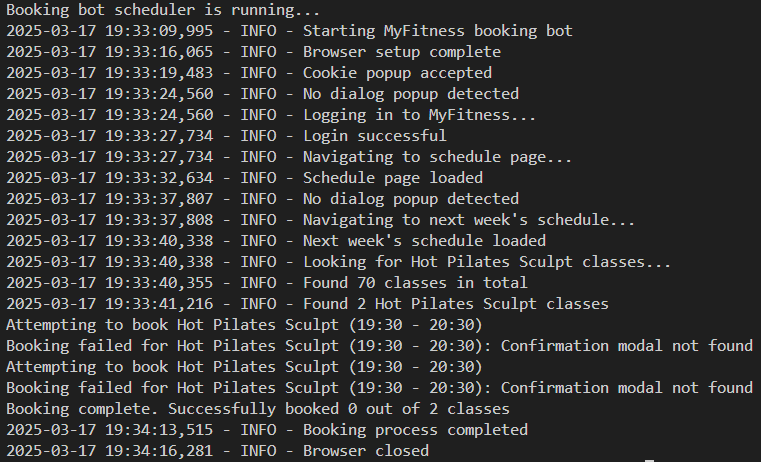 Booking bot scheduler is running...
2025-03-17 19:33:09,995 - INFO - Starting MyFitness booking bot
2025-03-17 19:33:16,065 - INFO - Browser setup complete
2025-03-17 19:33:19,483 - INFO - Cookie popup accepted
2025-03-17 19:33:24,560 - INFO - No dialog popup detected
2025-03-17 19:33:24,560 - INFO - Logging in to MyFitness...
2025-03-17 19:33:27,734 - INFO - Login successful
2025-03-17 19:33:27,734 - INFO - Navigating to schedule page...
2025-03-17 19:33:32,634 - INFO - Schedule page loaded
2025-03-17 19:33:37,807 - INFO - No dialog popup detected
2025-03-17 19:33:37,808 - INFO - Navigating to next week's schedule...
2025-03-17 19:33:40,338 - INFO - Next week's schedule loaded
2025-03-17 19:33:40,338 - INFO - Looking for Hot Pilates Sculpt classes...
2025-03-17 19:33:40,355 - INFO - Found 70 classes in total
2025-03-17 19:33:41,216 - INFO - Found 2 Hot Pilates Sculpt classes
Attempting to book Hot Pilates Sculpt (19:30 - 20:30)
Booking failed for Hot Pilates Sculpt (19:30 - 20:30): Confirmation modal not found
Attempting to book Hot Pilates Sculpt (19:30 - 20:30)
Booking failed for Hot Pilates Sculpt (19:30 - 20:30): Confirmation modal not found
Booking complete. Successfully booked 0 out of 2 classes
2025-03-17 19:34:13,515 - INFO - Booking process completed
2025-03-17 19:34:16,281 - INFO - Browser closed